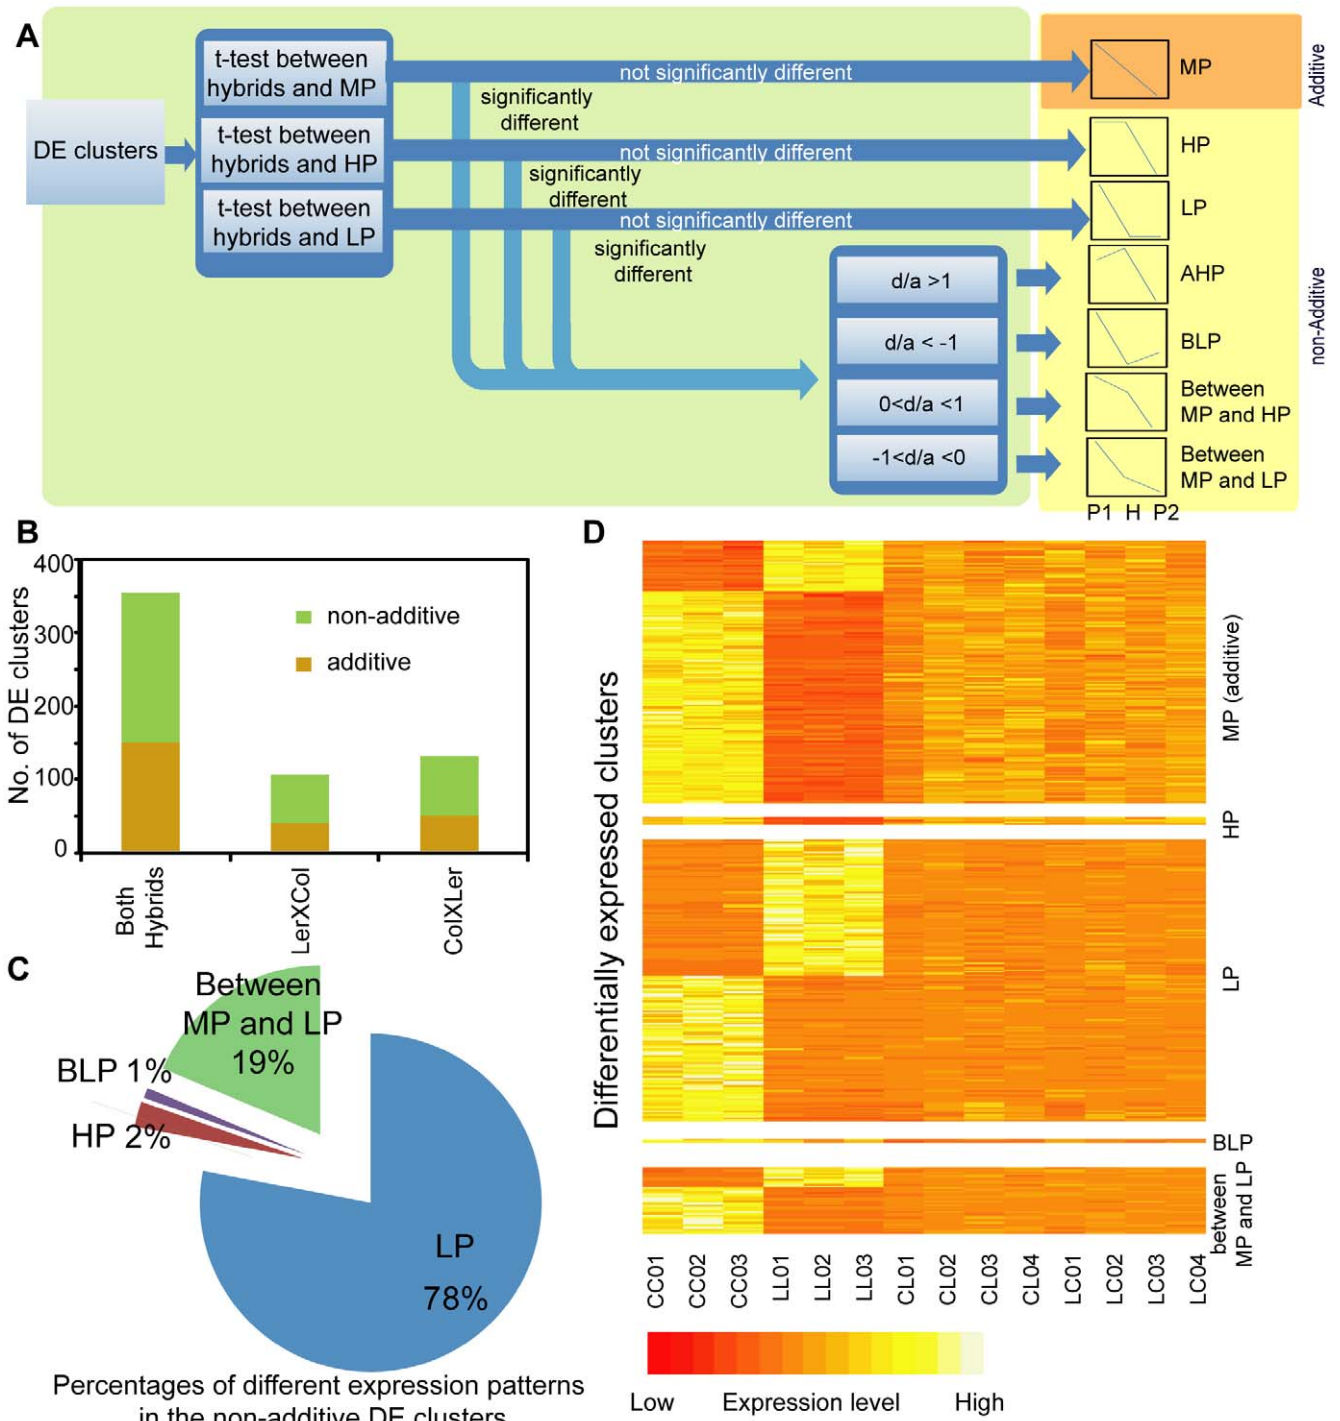 A
DE clusters
t-test between
hybrids and MP
t-test between
hybrids and HP
t-test between
hybrids and LP
not significantly different
significantly
different
not significantly different
significantly
different
not significantly different
significantly
different
d/a >1
d/a < -1
0<d/a <1
-1<d/a <0
MP
HP
LP
AHP
BLP
Between
MP and HP
Between
MP and LP
P1 H P2
Additive
non-Additive
B
No. of DE clusters
400
300
200
100
0
non-additive
additive
Both
Hybrids
LerXCol
ColXLer
C
Between
MP and LP
19%
BLP 1%
HP 2%
LP
78%
Percentages of different expression patterns
in the non-additive DE clusters
D
Differentially expressed clusters
MP (additive)
HP
LP
BLP
between
MP and LP
CC01
CC02
CC03
LL01
LL02
LL03
CL01
CL02
CL03
CL04
LC01
LC02
LC03
LC04
Low Expression level High